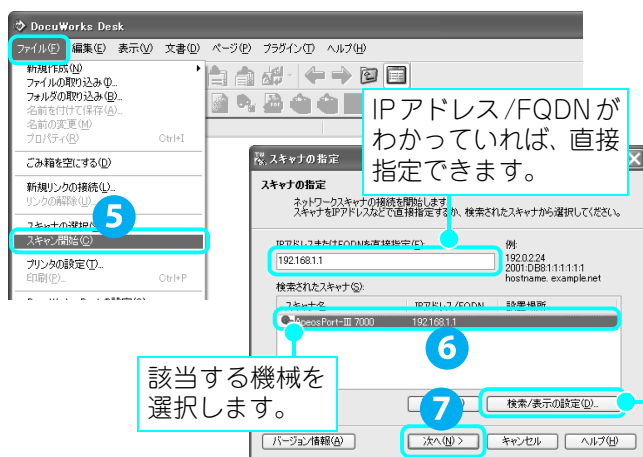 DocuWorks Desk
ファイル(F) 編集(E) 表示(V) 文書(D) ページ(P) プラグイン(T) ヘルプ(H)
新規作成(N)
ファイルの取り込み(I)...
フォルダの取り込み(B)...
名前を付けて保存(A)...
名前の変更(M)
プロパティ(R) Ctrl+I
ごみ箱を空にする(D)
新規リンクの接続(L)...
リンクの解除(U)...
5
スキャン開始(C)
プリンタの設定(T)...
印刷(P)... Ctrl+P
IPアドレス/FQDNが
わかっていれば、直接
指定できます。
スキャナの指定
スキャナの指定
ネットワークスキャナの接続を開始します。
スキャナをIPアドレスなどで直接指定するか、検索されたスキャナから選択してください。
IPアドレスまたはFQDNを直接指定(F):
192.168.1.1
例:
192.0.2.24
2001:DB8:1:1:1:1:1:1
hostname. example.net
検索されたスキャナ(S):
スキャナ名 IPアドレス/FQDN 設置場所
ApeosPort-III 7000 192.168.1.1
6
該当する機械を
選択します。
7
検索/表示の設定(D)...
バージョン情報(A) 次へ(N) > キャンセル ヘルプ(H)